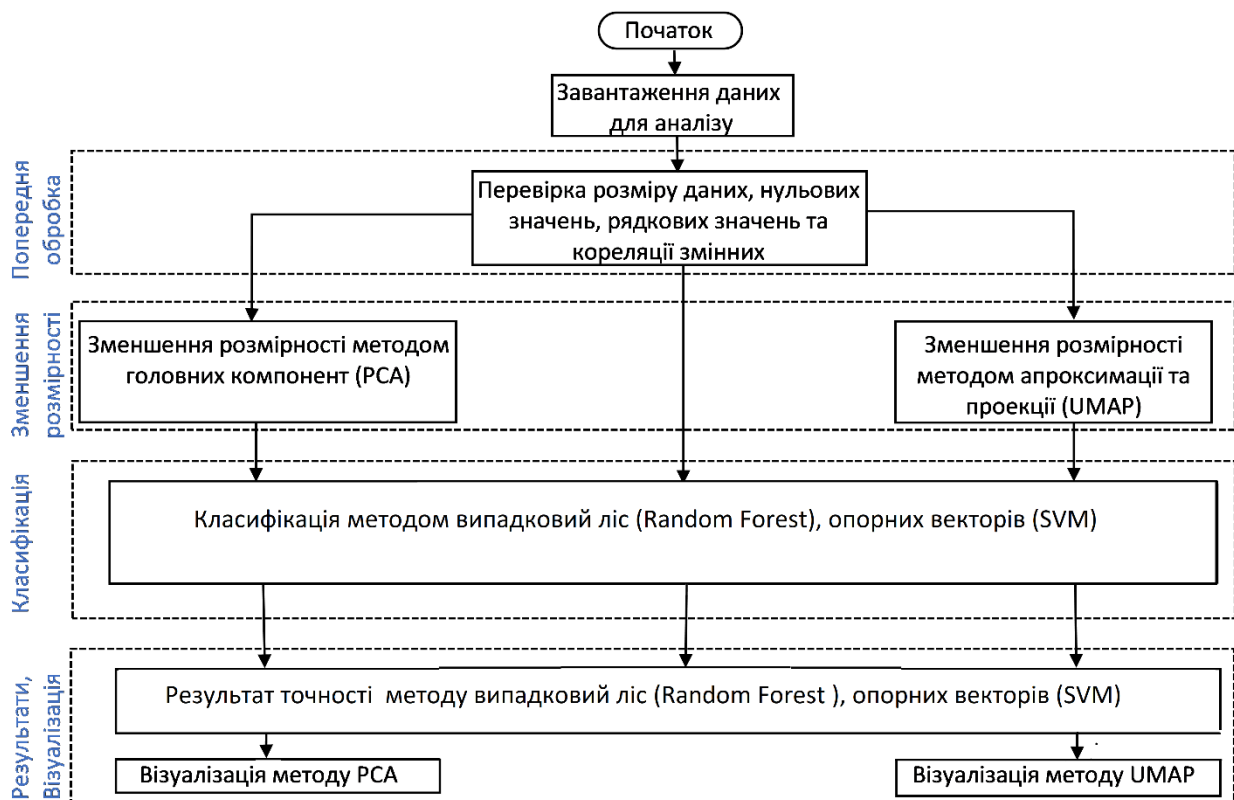 Початок
Завантаження даних
для аналізу
Попередня
обробка
Перевірка розміру даних, нульових
значень, рядкових значень та
кореляції змінних
Зменшення
розмірності
Зменшення розмірності методом
головних компонент (PCA)
Зменшення розмірності
методом апроксимації та
проекції (UMAP)
Класифікація
Класифікація методом випадковий ліс (Random Forest), опорних векторів (SVM)
Результати,
Візуалізація
Результат точності методу випадковий ліс (Random Forest ), опорних векторів (SVM)
Візуалізація методу PCA
Візуалізація методу UMAP